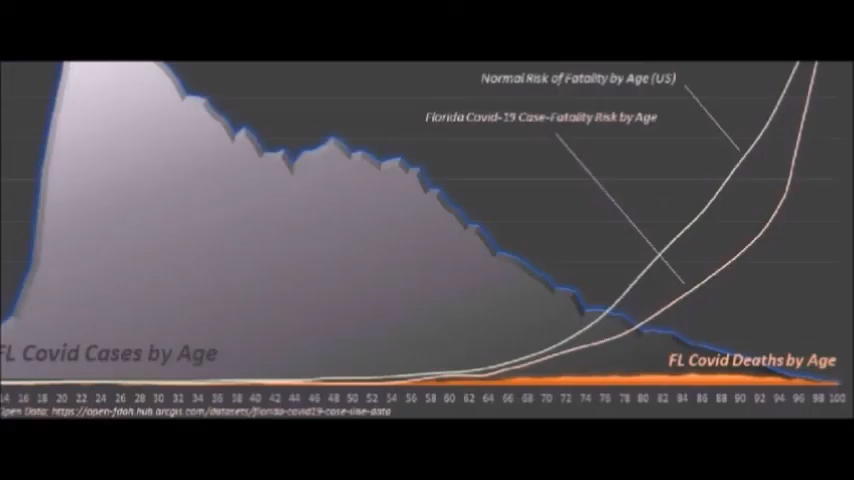 Normal Risk of Fatality by Age (US)
Florida Covid-19 Case-Fatality Risk by Age
FL Covid Cases by Age
FL Covid Deaths by Age
14 16 18 20 22 24 26 28 30 32 34 36 38 40 42 44 46 48 50 52 54 56 58 60 62 64 66 68 70 72 74 76 78 80 82 84 86 88 90 92 94 96 98 100
Open Data: https://open-fdoh.hub.arcgis.com/datasets/florida-covid19-case-line-data